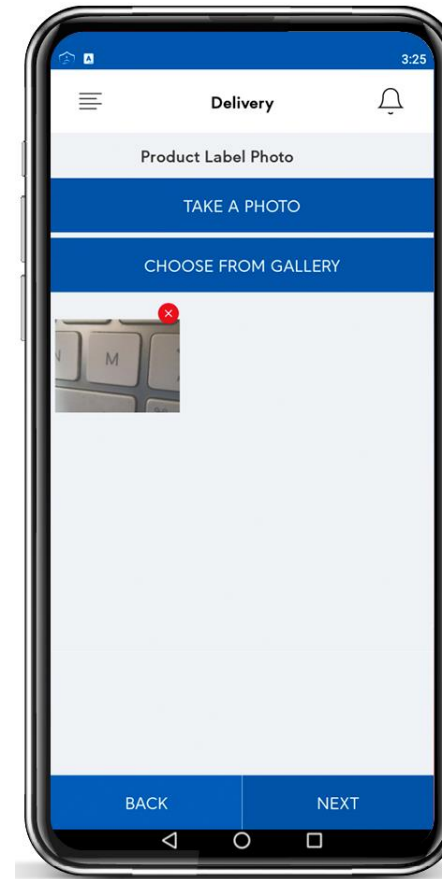 3:25
Delivery
Product Label Photo
TAKE A PHOTO
CHOOSE FROM GALLERY
M
BACK
NEXT